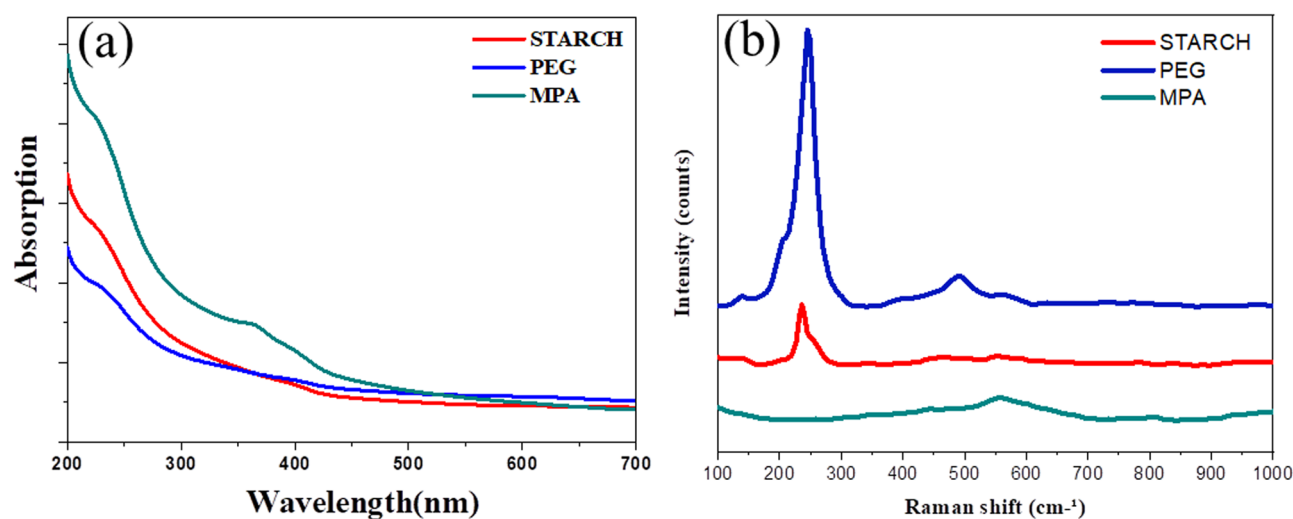 (a)
STARCH
PEG
MPA
Absorption
200 300 400 500 600 700
Wavelength(nm)
(b)
STARCH
PEG
MPA
Intensity (counts)
100 200 300 400 500 600 700 800 900 1000
Raman shift (cm-¹)